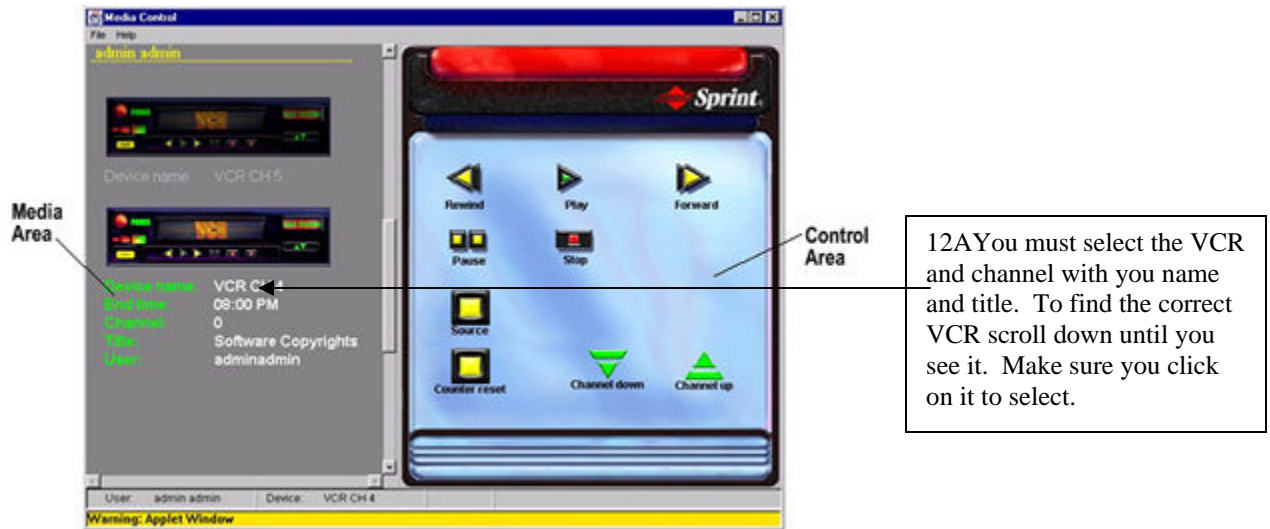 Media Control
File Help
admin admin
Sprint.
VCR
Device name VCR CH 5
Rewind Play Forward
VCR
Media
Area
Control
Area
Pause Stop
Device name: VCR CH 4
End time: 08:00 PM
Channel: 0
Title: Software Copyrights
User: adminadmin
Source
Counter reset Channel down Channel up
User: admin admin Device: VCR CH 4
Warning: Applet Window
12AYou must select the VCR
and channel with you name
and title. To find the correct
VCR scroll down until you
see it. Make sure you click
on it to select.